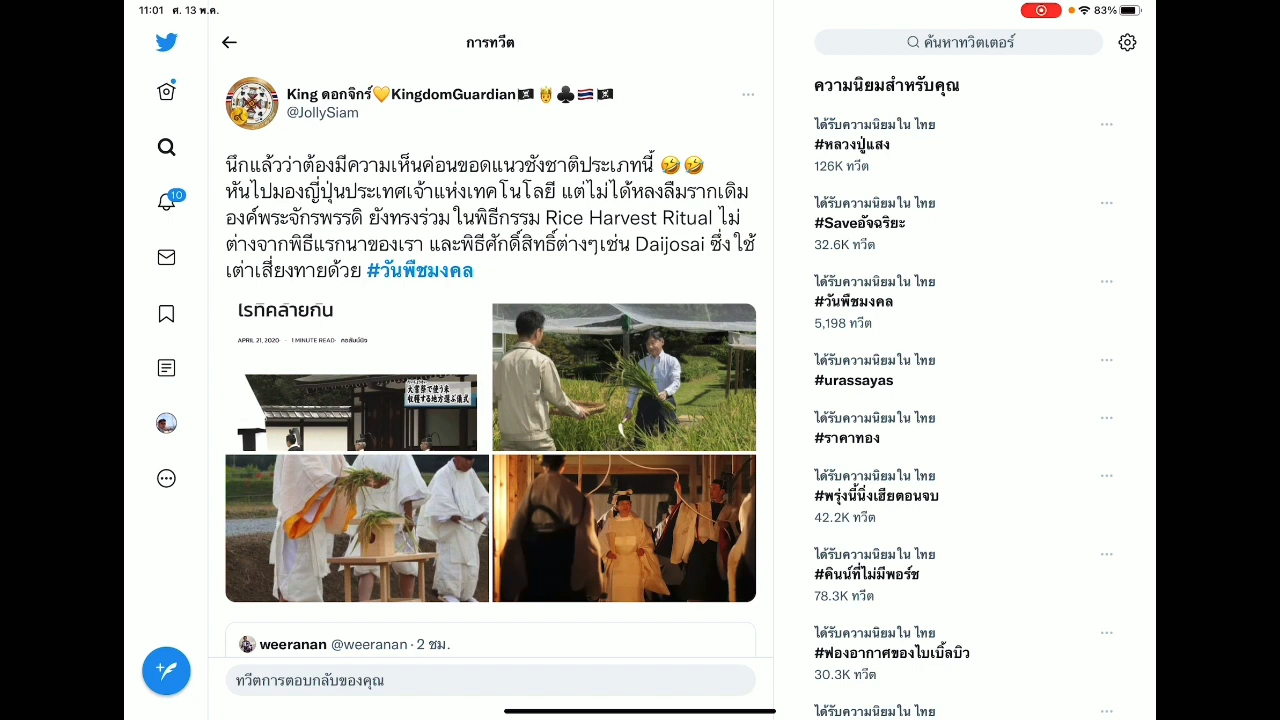 11:01 ศ. 13 พ.ค.
83%
การทวีต
ค้นหาทวิตเตอร์
King ดอกจิกร์💛KingdomGuardian🏴‍☠️🤴♣️🇹🇭🏴‍☠️
@JollySiam
นึกแล้วว่าต้องมีความเห็นค่อนขอดแนวชังชาติประเภทนี้ 🤣🤣
หันไปมองญี่ปุ่นประเทศเจ้าแห่งเทคโนโลยี แต่ไม่ได้หลงลืมรากเดิม
องค์พระจักรพรรดิ ยังทรงร่วมในพิธีกรรม Rice Harvest Ritual ไม่
ต่างจากพิธีแรกนาของเรา และพิธีศักดิ์สิทธิ์ต่างๆเช่น Daijosai ซึ่งใช้
เต่าเสี่ยงทายด้วย #วันพืชมงคล
ไรที่คล้ายกัน
APRIL 21, 2020 · 1 MINUTE READ ·
大嘗祭で使う米
収穫する地方選ぶ儀式
weeranan @weeranan · 2 ชม.
ทวีตการตอบกลับของคุณ
10
ความนิยมสำหรับคุณ
ได้รับความนิยมใน ไทย
#หลวงปู่แสง
126K ทวีต
ได้รับความนิยมใน ไทย
#Saveอัจฉริยะ
32.6K ทวีต
ได้รับความนิยมใน ไทย
#วันพืชมงคล
5,198 ทวีต
ได้รับความนิยมใน ไทย
#urassayas
ได้รับความนิยมใน ไทย
#ราคาทอง
ได้รับความนิยมใน ไทย
#พรุ่งนี้นิ่งเฮียตอนจบ
42.2K ทวีต
ได้รับความนิยมใน ไทย
#คินน์ที่ไม่มีพอร์ช
78.3K ทวีต
ได้รับความนิยมใน ไทย
#ฟองอากาศของไบเบิ้ลบิว
30.3K ทวีต
ได้รับความนิยมใน ไทย